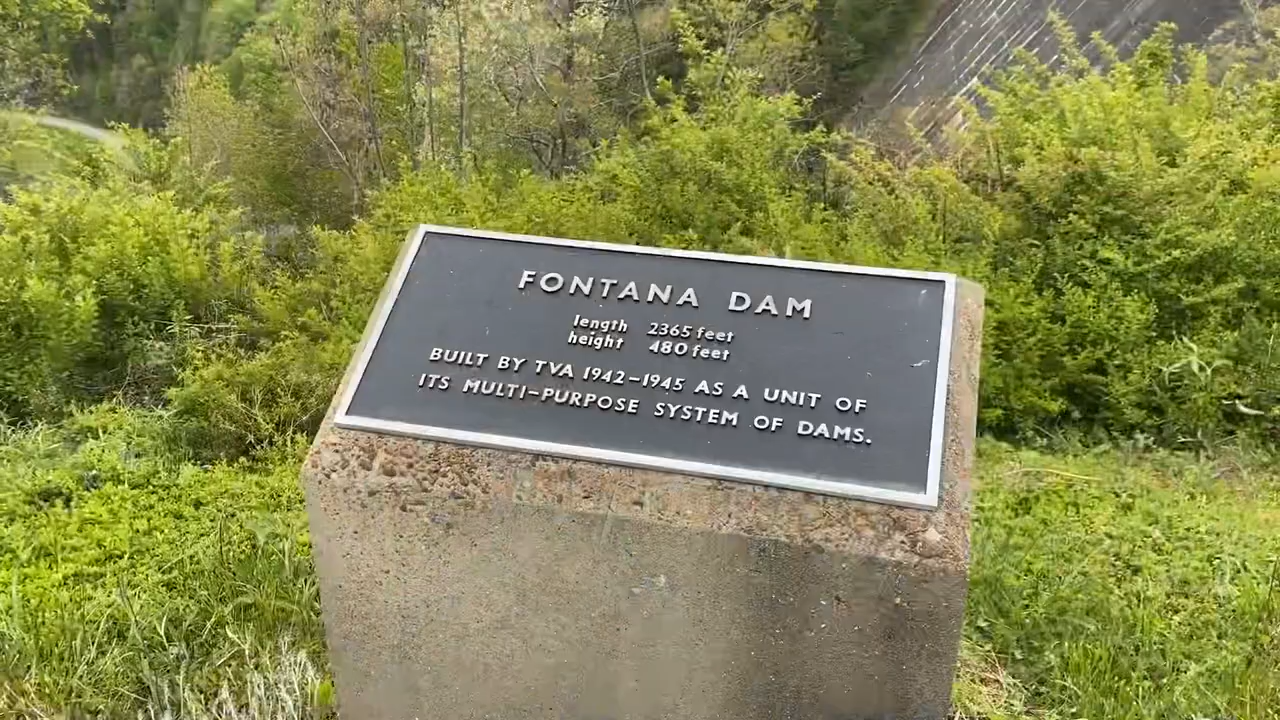 FONTANA DAM
length 2365 feet
height 480 feet
BUILT BY TVA 1942-1945 AS A UNIT OF
ITS MULTI-PURPOSE SYSTEM OF DAMS.